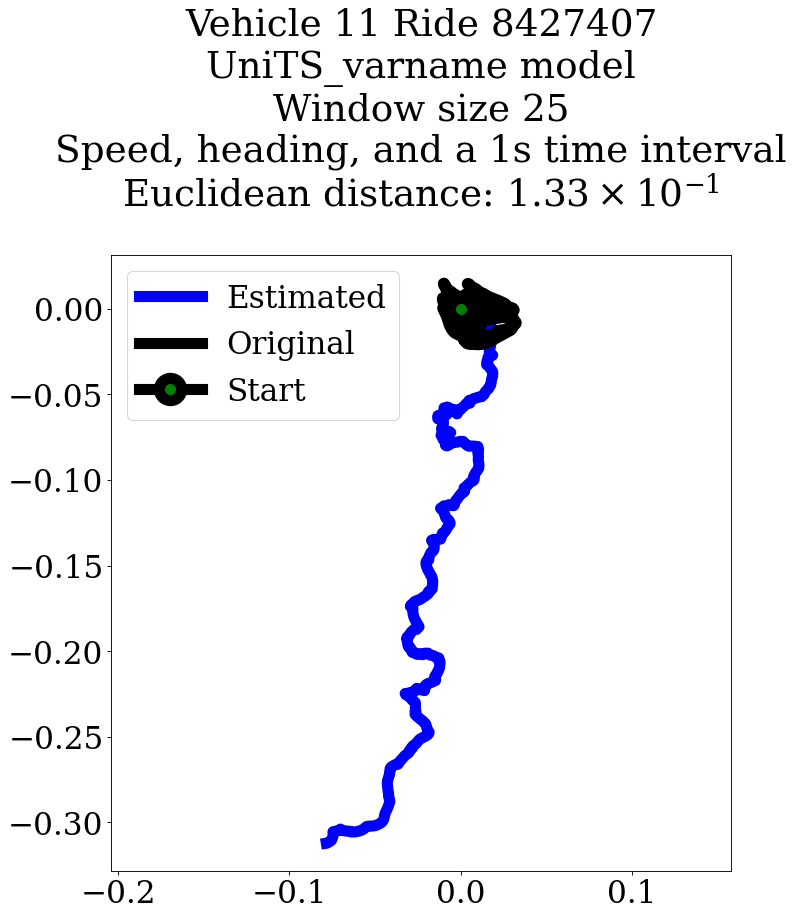 Vehicle 11 Ride 8427407
UniTS_varname model
Window size 25
Speed, heading, and a 1s time interval
Euclidean distance: 1.33 × 10⁻¹
Estimated
Original
Start
0.00
−0.05
−0.10
−0.15
−0.20
−0.25
−0.30
−0.2
−0.1
0.0
0.1